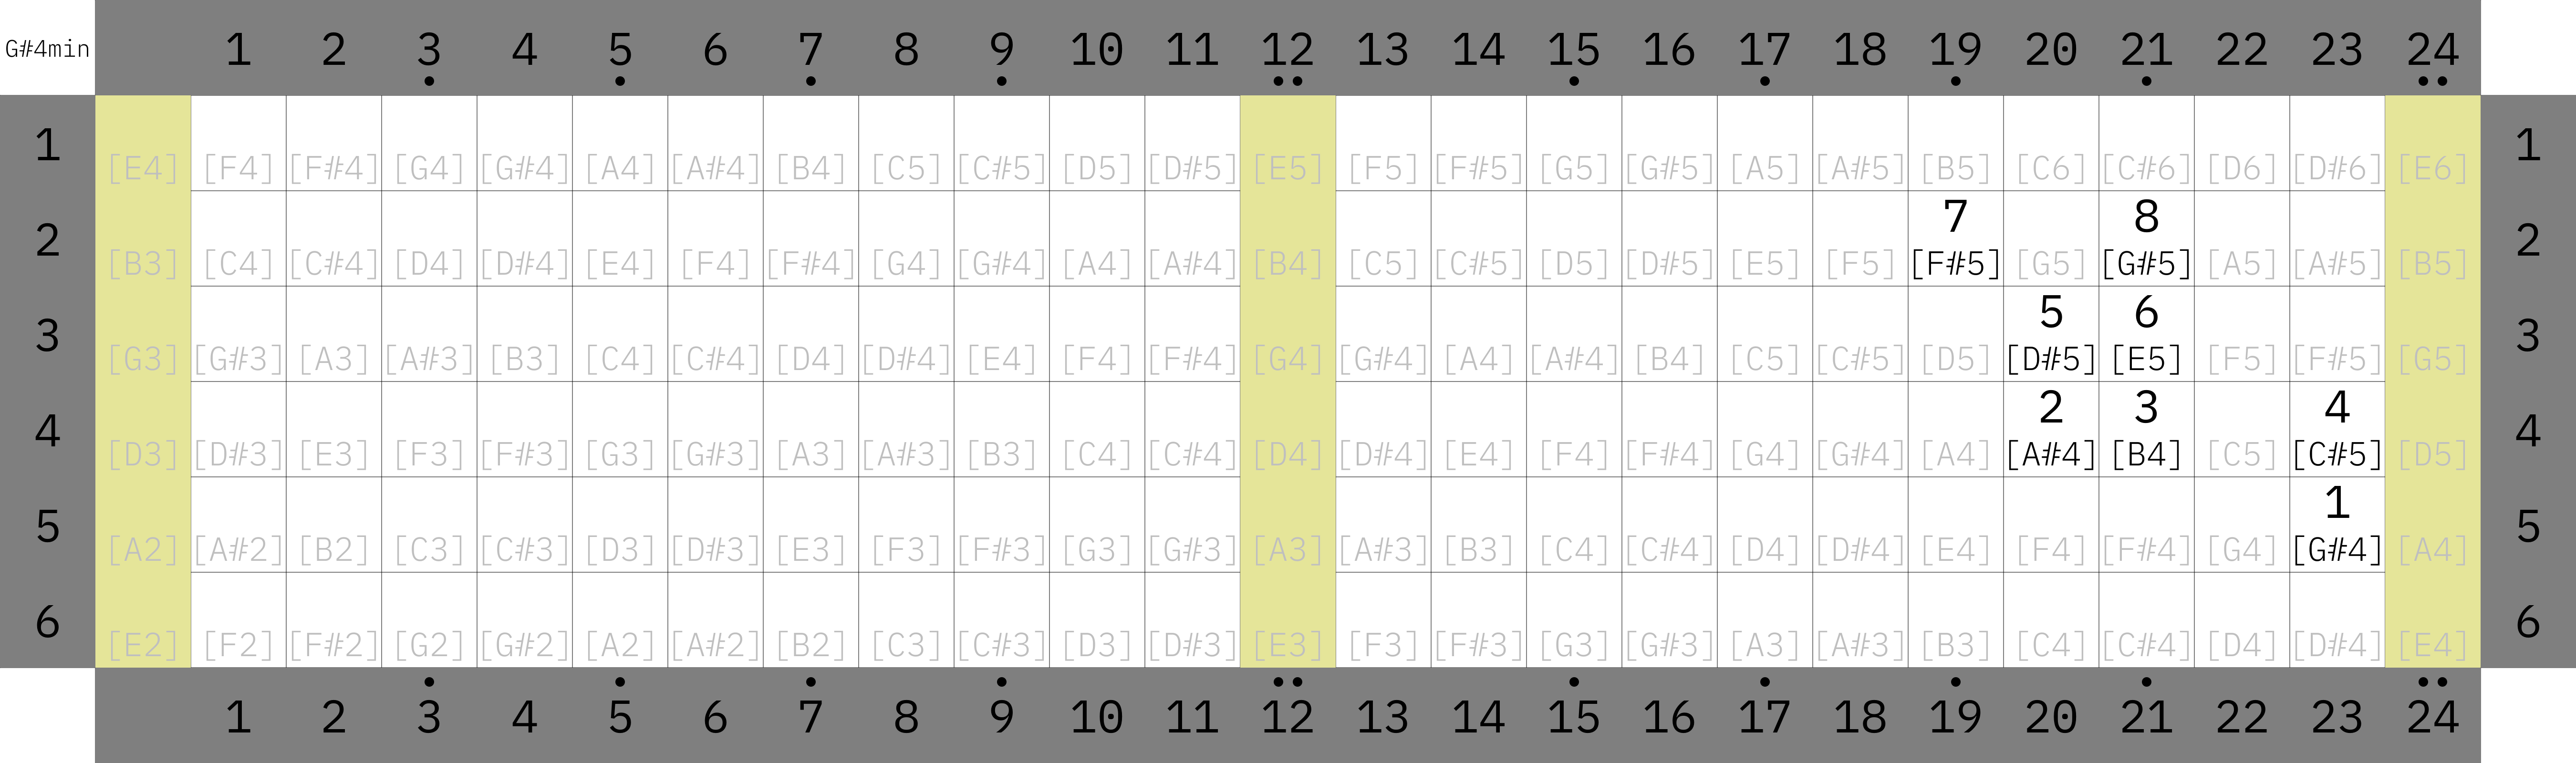 G#4min 1 2 3 4 5 6 7 8 9 10 11 12 13 14 15 16 17 18 19 20 21 22 23 24
1 [E4] [F4] [F#4] [G4] [G#4] [A4] [A#4] [B4] [C5] [C#5] [D5] [D#5] [E5] [F5] [F#5] [G5] [G#5] [A5] [A#5] [B5] [C6] [C#6] [D6] [D#6] [E6] 1
7 8
2 [B3] [C4] [C#4] [D4] [D#4] [E4] [F4] [F#4] [G4] [G#4] [A4] [A#4] [B4] [C5] [C#5] [D5] [D#5] [E5] [F5] [F#5] [G5] [G#5] [A5] [A#5] [B5] 2
5 6
3 [G3] [G#3] [A3] [A#3] [B3] [C4] [C#4] [D4] [D#4] [E4] [F4] [F#4] [G4] [G#4] [A4] [A#4] [B4] [C5] [C#5] [D5] [D#5] [E5] [F5] [F#5] [G5] 3
2 3 4
4 [D3] [D#3] [E3] [F3] [F#3] [G3] [G#3] [A3] [A#3] [B3] [C4] [C#4] [D4] [D#4] [E4] [F4] [F#4] [G4] [G#4] [A4] [A#4] [B4] [C5] [C#5] [D5] 4
1
5 [A2] [A#2] [B2] [C3] [C#3] [D3] [D#3] [E3] [F3] [F#3] [G3] [G#3] [A3] [A#3] [B3] [C4] [C#4] [D4] [D#4] [E4] [F4] [F#4] [G4] [G#4] [A4] 5
6 [E2] [F2] [F#2] [G2] [G#2] [A2] [A#2] [B2] [C3] [C#3] [D3] [D#3] [E3] [F3] [F#3] [G3] [G#3] [A3] [A#3] [B3] [C4] [C#4] [D4] [D#4] [E4] 6
1 2 3 4 5 6 7 8 9 10 11 12 13 14 15 16 17 18 19 20 21 22 23 24